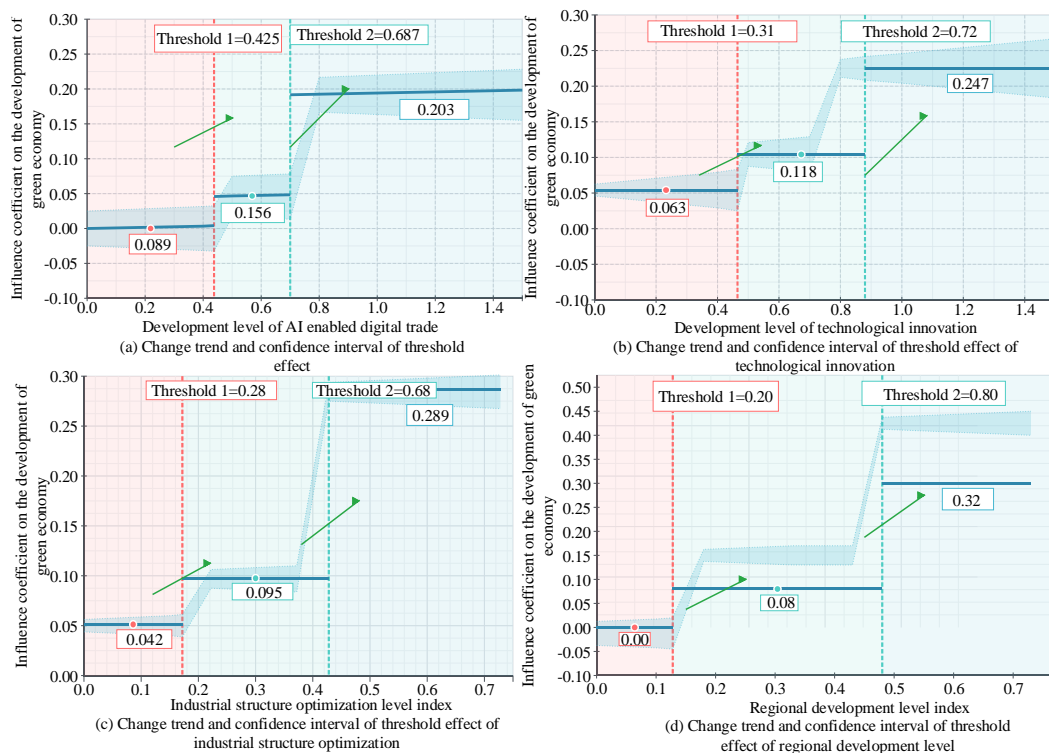 Influence coefficient on the development of
green economy
0.30
0.25
0.20
0.15
0.10
0.05
0.00
-0.05
-0.10
Threshold 1=0.425
Threshold 2=0.687
0.089
0.156
0.203
0.0
0.2
0.4
0.6
0.8
1.0
1.2
1.4
Development level of AI enabled digital trade
(a) Change trend and confidence interval of threshold
effect
Influence coefficient on the development of
green economy
0.30
0.25
0.20
0.15
0.10
0.05
0.00
-0.05
-0.10
Threshold 1=0.31
Threshold 2=0.72
0.063
0.118
0.247
0.0
0.2
0.4
0.6
0.8
1.0
1.2
1.4
Development level of technological innovation
(b) Change trend and confidence interval of threshold effect of
technological innovation
Influence coefficient on the development of
green economy
0.30
0.25
0.20
0.15
0.10
0.05
0.00
Threshold 1=0.28
Threshold 2=0.68
0.042
0.095
0.289
0.0
0.1
0.2
0.3
0.4
0.5
0.6
0.7
Industrial structure optimization level index
(c) Change trend and confidence interval of threshold effect of
industrial structure optimization
Influence coefficient on the development of green
economy
0.50
0.45
0.40
0.30
0.20
0.15
0.10
0.05
0.00
-0.05
-0.10
Threshold 1=0.20
Threshold 2=0.80
0.00
0.08
0.32
0.0
0.1
0.2
0.3
0.4
0.5
0.6
0.7
Regional development level index
(d) Change trend and confidence interval of threshold
effect of regional development level